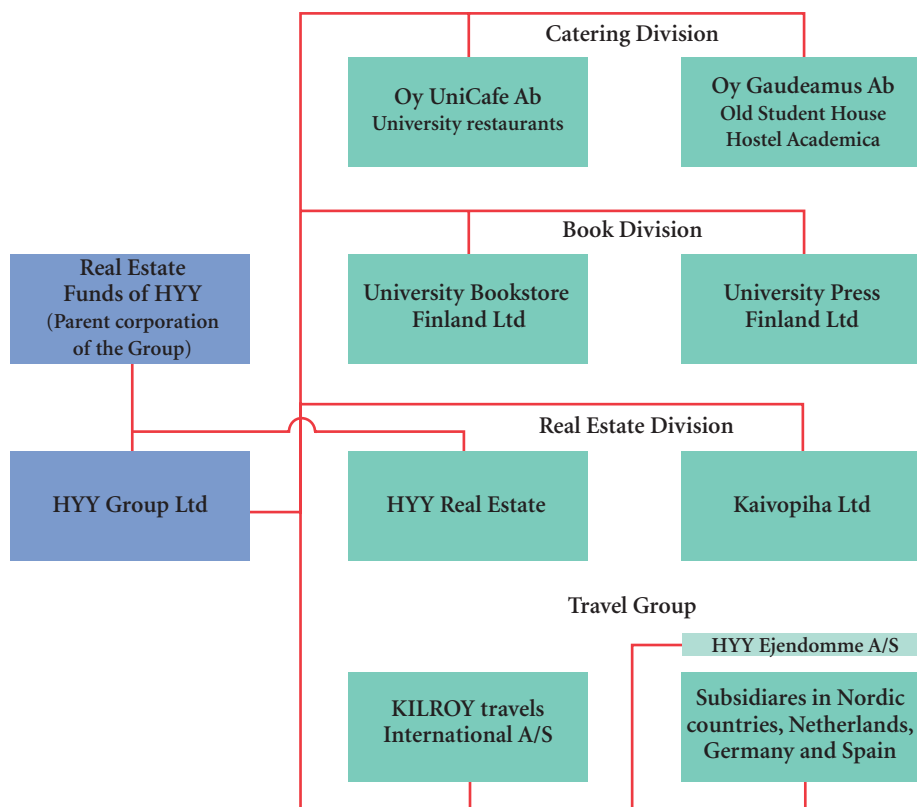 Catering Division
Oy UniCafe Ab
University restaurants
Oy Gaudeamus Ab
Old Student House
Hostel Academica
Book Division
Real Estate
Funds of HYY
(Parent corporation
of the Group)
University Bookstore
Finland Ltd
University Press
Finland Ltd
Real Estate Division
HYY Group Ltd
HYY Real Estate
Kaivopiha Ltd
Travel Group
HYY Ejendomme A/S
KILROY travels
International A/S
Subsidiares in Nordic
countries, Netherlands,
Germany and Spain